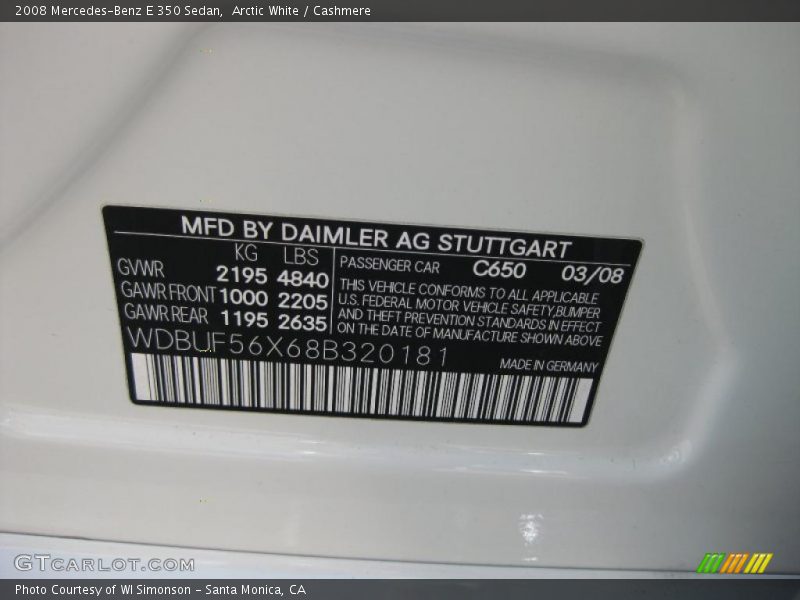 2008 Mercedes-Benz E 350 Sedan,  Arctic White / Cashmere
MFD BY DAIMLER AG STUTTGART
KG LBS
GVWR 2195 4840
GAWR FRONT 1000 2205
GAWR REAR 1195 2635
PASSENGER CAR C650 03/08
THIS VEHICLE CONFORMS TO ALL APPLICABLE
U.S. FEDERAL MOTOR VEHICLE SAFETY,BUMPER
AND THEFT PREVENTION STANDARDS IN EFFECT
ON THE DATE OF MANUFACTURE SHOWN ABOVE
WDBUF56X68B320181
MADE IN GERMANY
GTCARLOT.COM
Photo Courtesy of WI Simonson - Santa Monica, CA